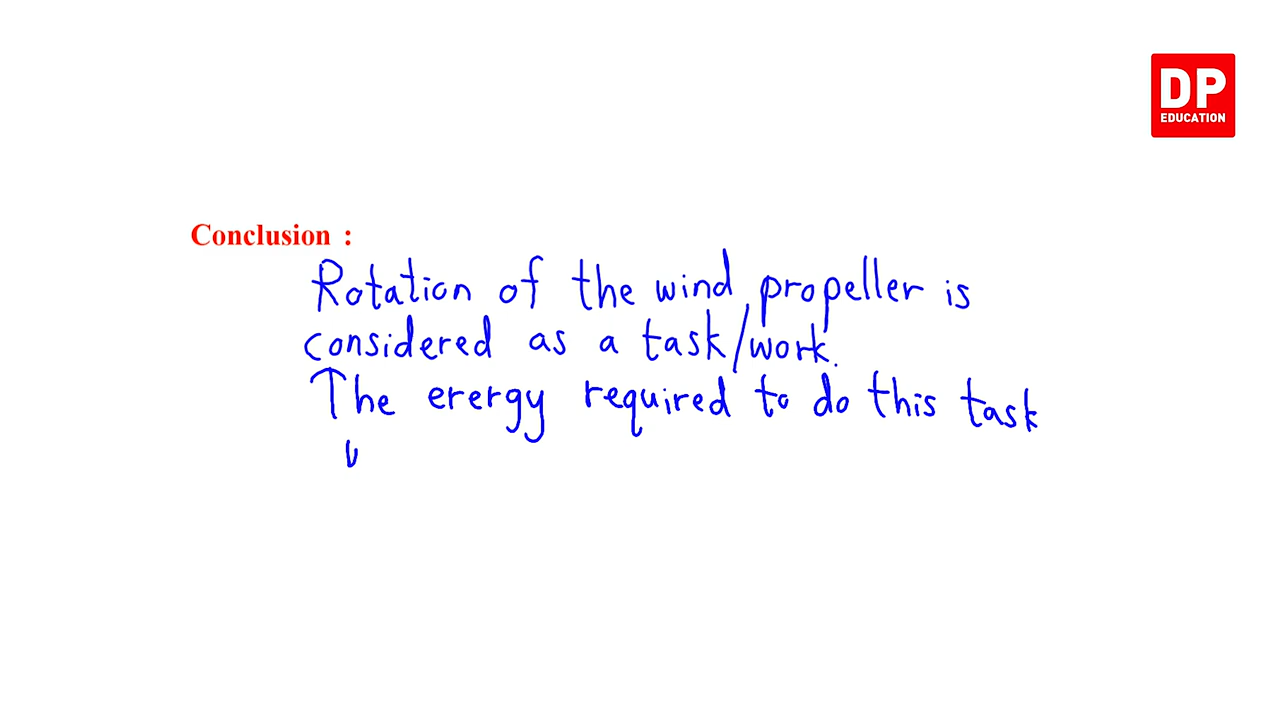 DP
EDUCATION
Conclusion :
Rotation of the wind propeller is
considered as a task/work.
The erergy required to do this task